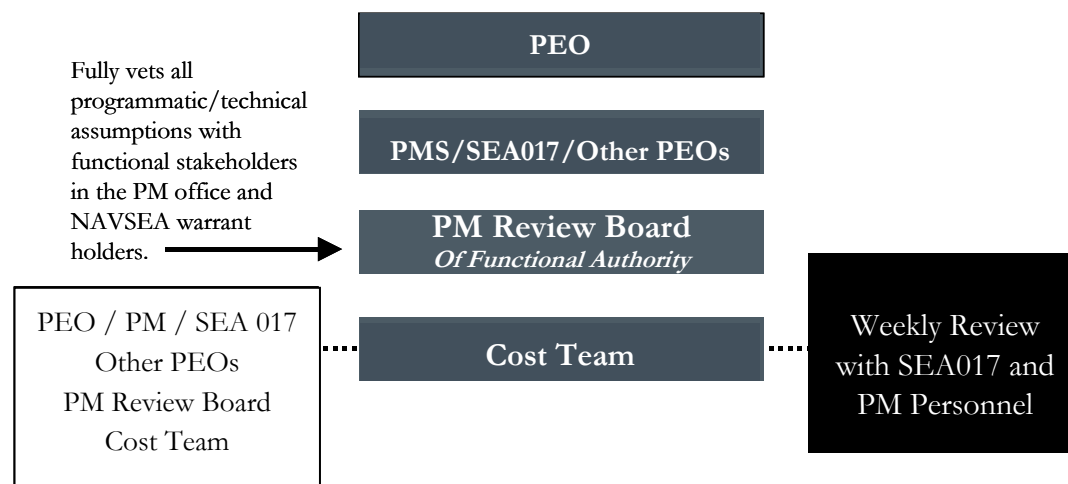 PEO
Fully vets all
programmatic/technical
assumptions with
functional stakeholders
in the PM office and
NAVSEA warrant
holders.
PMS/SEA017/Other PEOs
PM Review Board
Of Functional Authority
PEO / PM / SEA 017
Other PEOs
PM Review Board
Cost Team
Cost Team
Weekly Review
with SEA017 and
PM Personnel